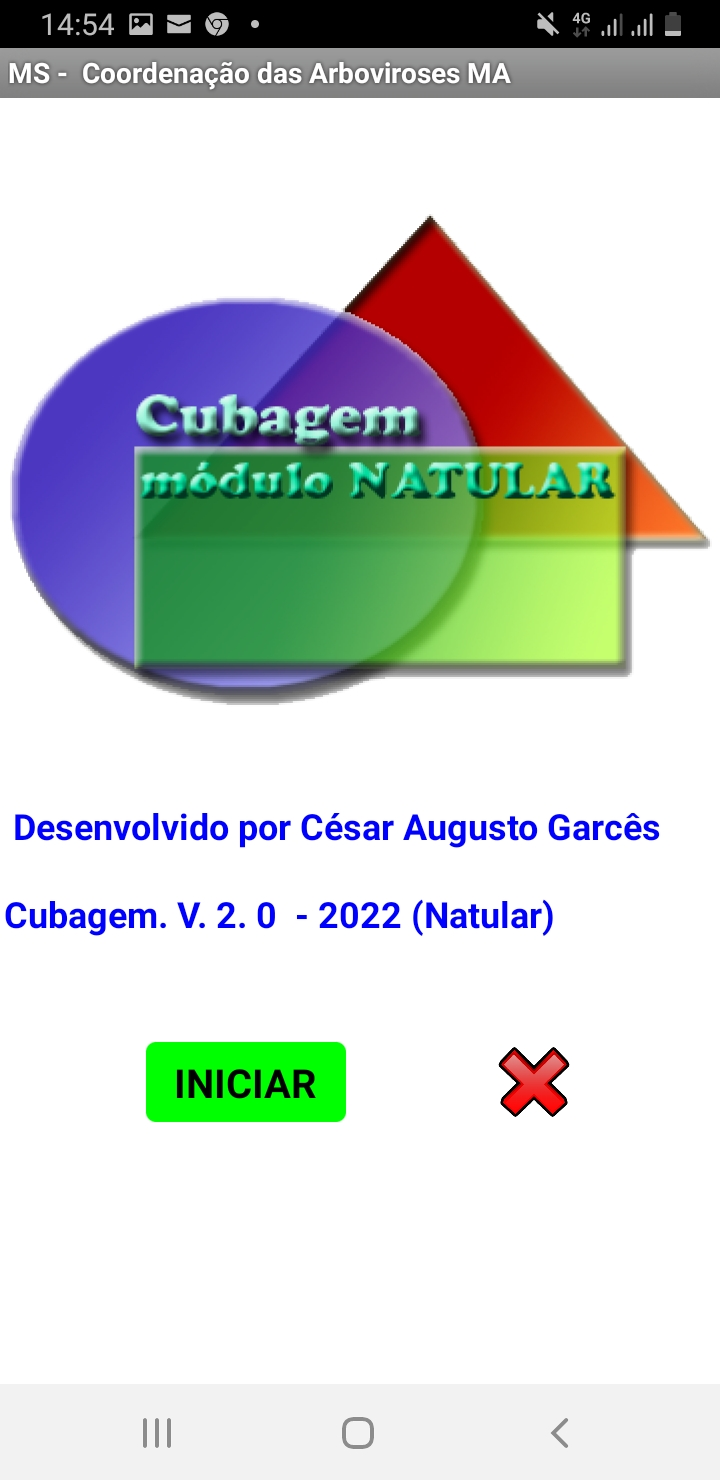 14:54
4G
MS -  Coordenação das Arboviroses MA
Cubagem
módulo NATULAR
Desenvolvido por César Augusto Garcês
Cubagem. V. 2. 0  - 2022 (Natular)
INICIAR